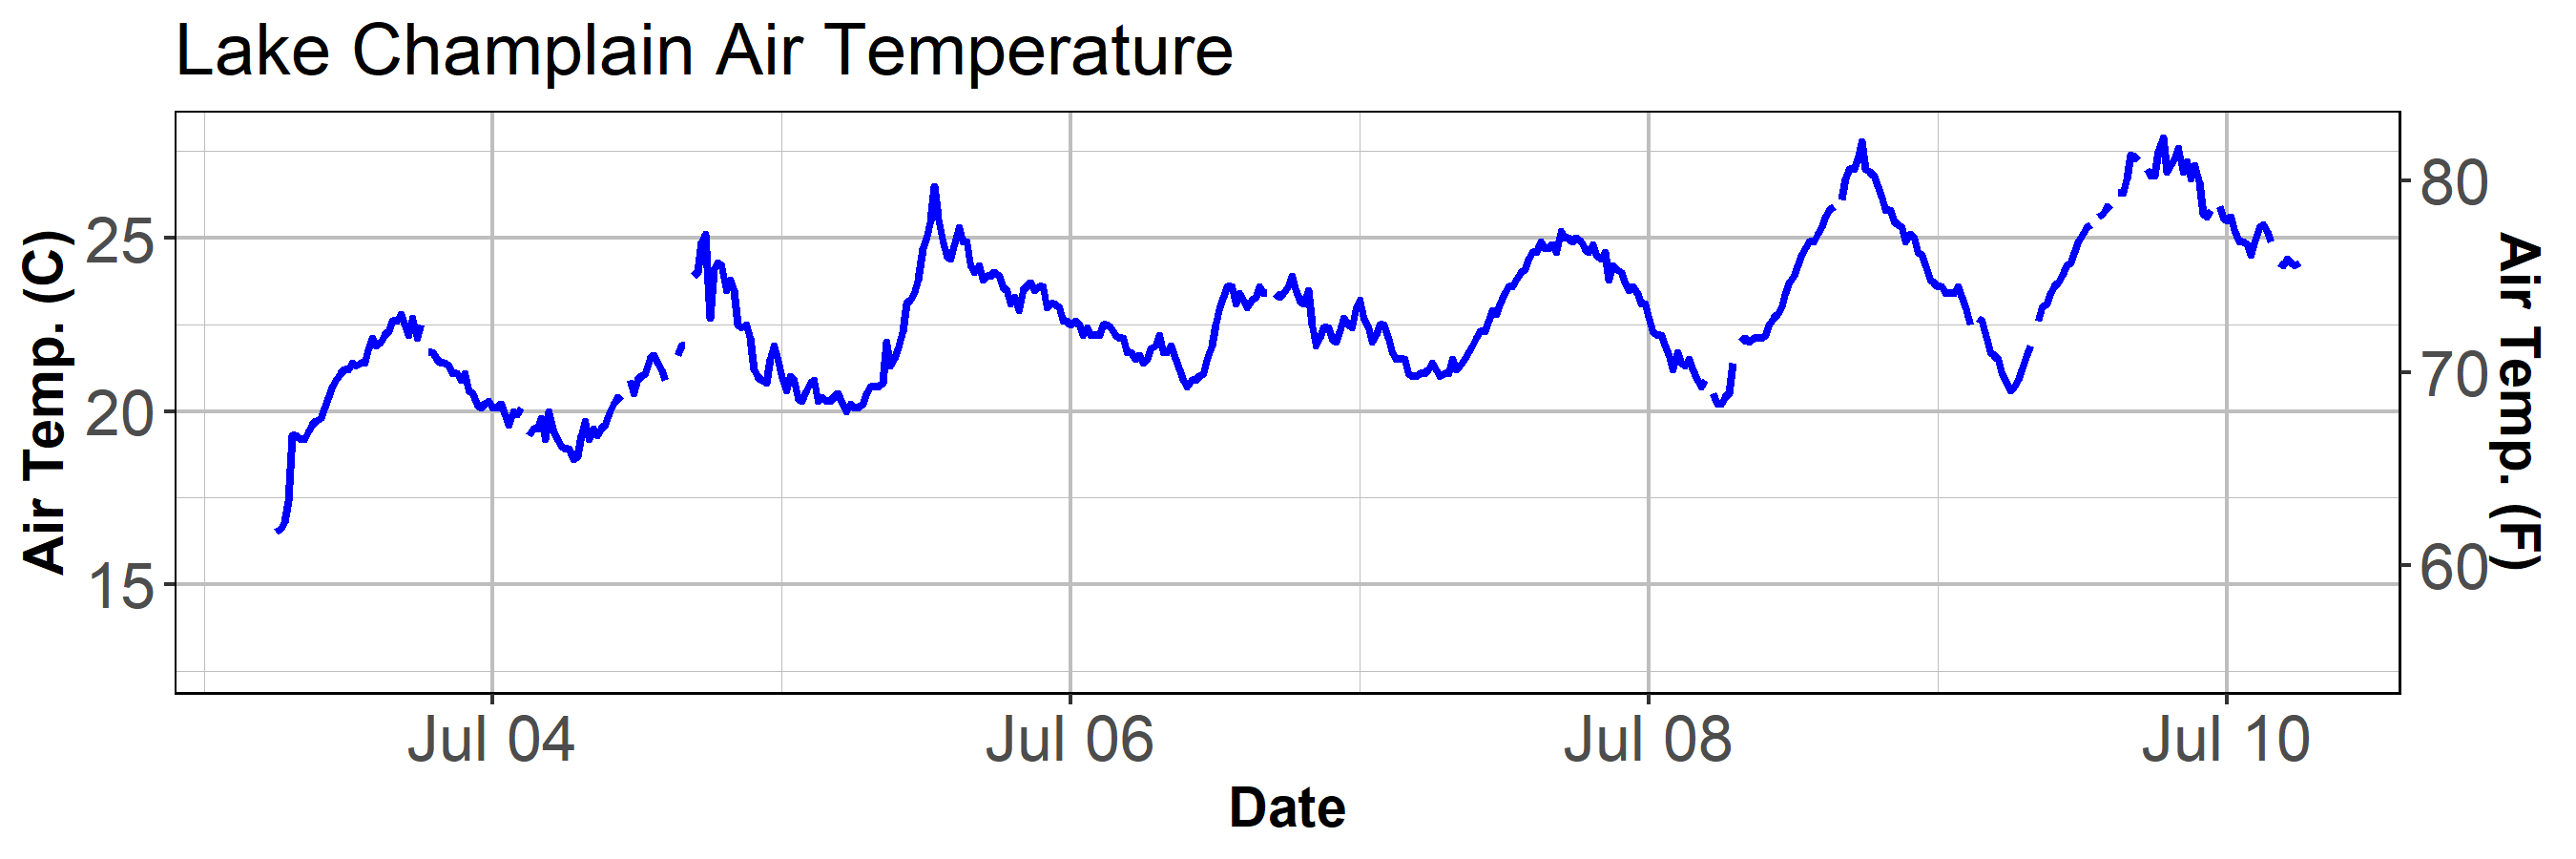 Lake Champlain Air Temperature
Air Temp. (C)
25
20
15
80
70
60
Air Temp. (F)
Jul 04 Jul 06 Jul 08 Jul 10
Date